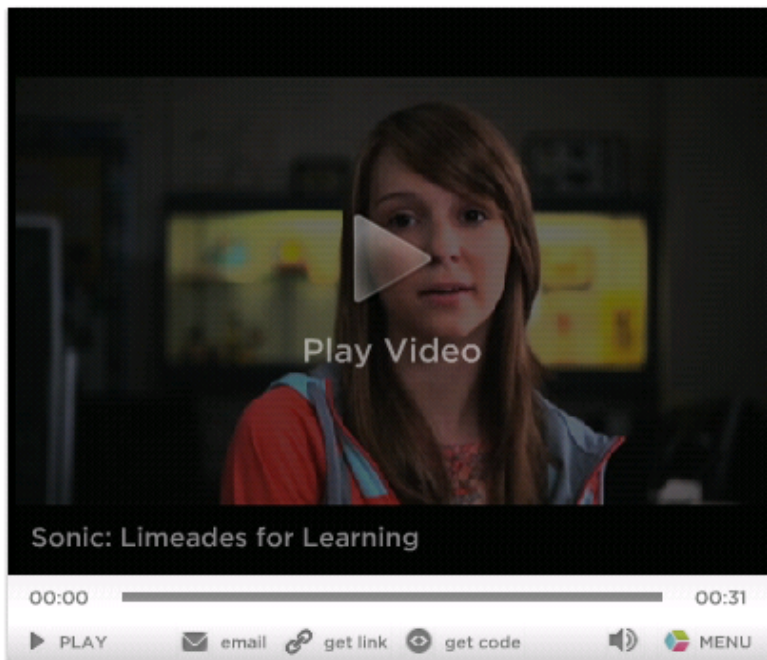 Play Video
Sonic: Limeades for Learning
00:00 00:31
PLAY email get link get code MENU